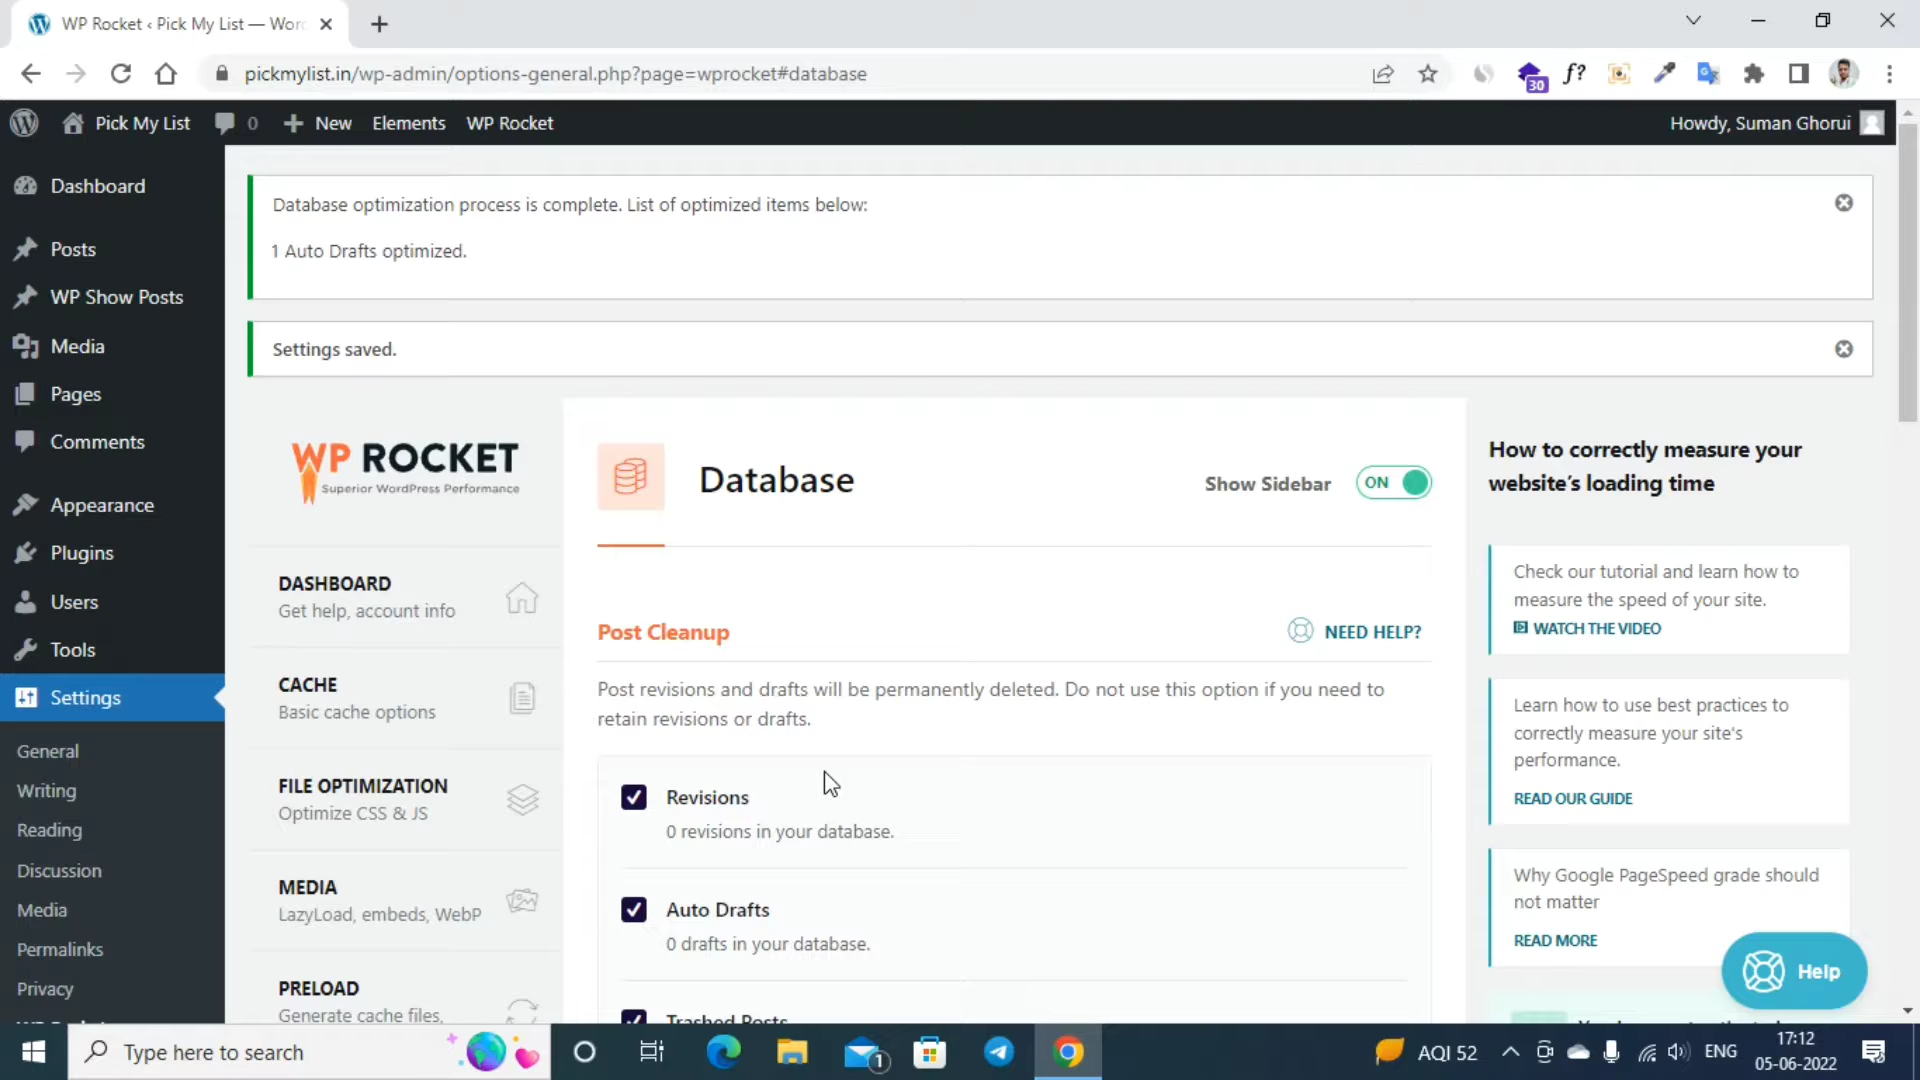 WP Rocket ‹ Pick My List — Word
pickmylist.in/wp-admin/options-general.php?page=wprocket#database
30
f?
Pick My List
0
New
Elements
WP Rocket
Howdy, Suman Ghorui
Dashboard
Posts
WP Show Posts
Media
Pages
Comments
Appearance
Plugins
Users
Tools
Settings
General
Writing
Reading
Discussion
Media
Permalinks
Privacy
Database optimization process is complete. List of optimized items below:
1 Auto Drafts optimized.
Settings saved.
WP ROCKET
Superior WordPress Performance
DASHBOARD
Get help, account info
CACHE
Basic cache options
FILE OPTIMIZATION
Optimize CSS & JS
MEDIA
LazyLoad, embeds, WebP
PRELOAD
Generate cache files,
Database
Show Sidebar
ON
Post Cleanup
NEED HELP?
Post revisions and drafts will be permanently deleted. Do not use this option if you need to
retain revisions or drafts.
Revisions
0 revisions in your database.
Auto Drafts
0 drafts in your database.
Trashed Posts
How to correctly measure your
website's loading time
Check our tutorial and learn how to
measure the speed of your site.
WATCH THE VIDEO
Learn how to use best practices to
correctly measure your site's
performance.
READ OUR GUIDE
Why Google PageSpeed grade should
not matter
READ MORE
Help
Type here to search
1
AQI 52
ENG
17:12
05-06-2022